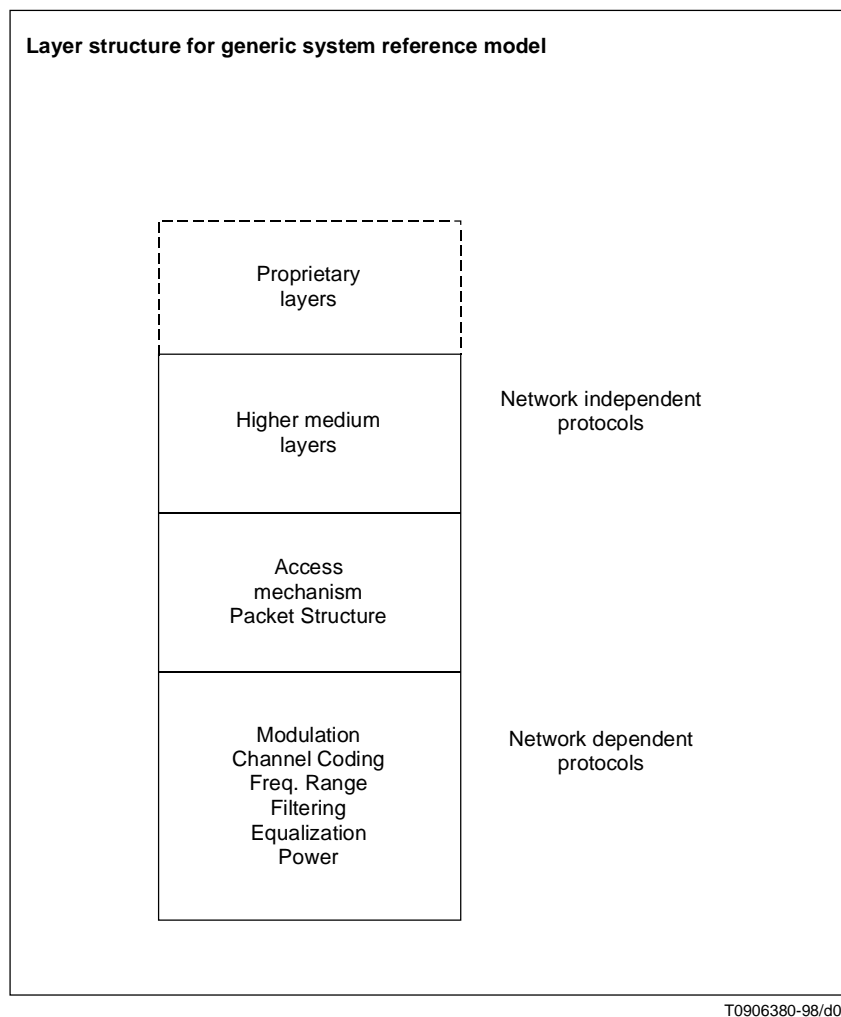 Layer structure for generic system reference model
Proprietary
layers
Higher medium
layers
Network independent
protocols
Access
mechanism
Packet Structure
Modulation
Channel Coding
Freq. Range
Filtering
Equalization
Power
Network dependent
protocols
T0906380-98/d0